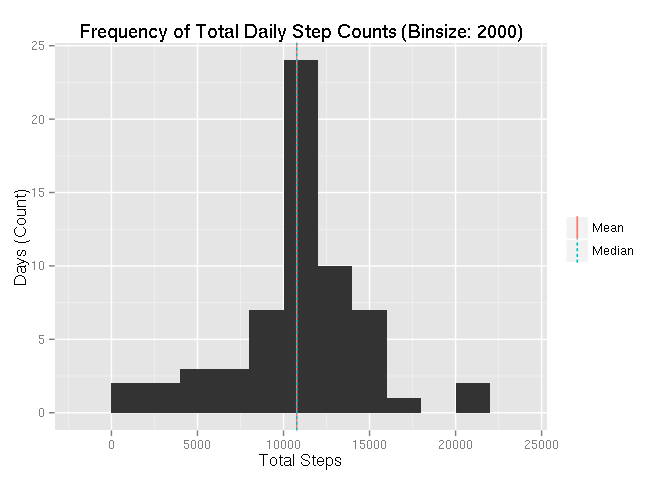 Frequency of Total Daily Step Counts (Binsize: 2000)
25
20
15
10
5
0
Days (Count)
0 5000 10000 15000 20000 25000
Total Steps
Mean
Median